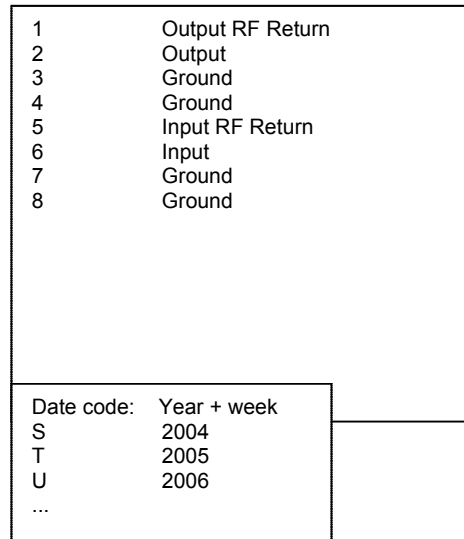 1 Output RF Return
2 Output
3 Ground
4 Ground
5 Input RF Return
6 Input
7 Ground
8 Ground
Date code: Year + week
S 2004
T 2005
U 2006
...